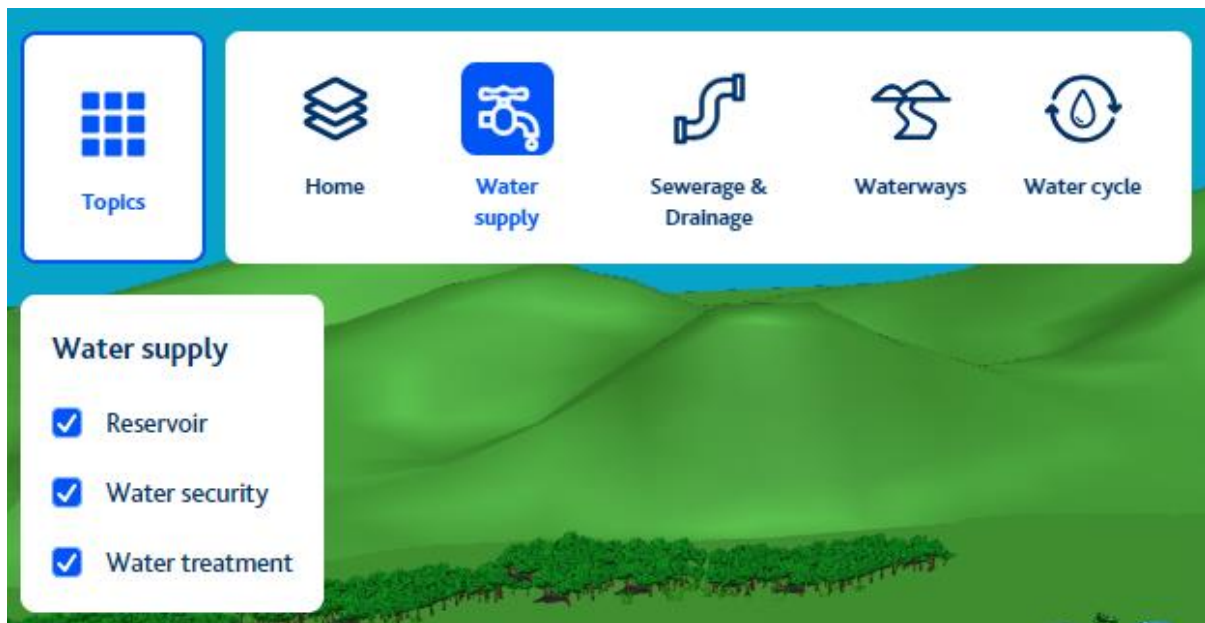 Topics
Home
Water
supply
Sewerage &
Drainage
Waterways
Water cycle
Water supply
Reservoir
Water security
Water treatment